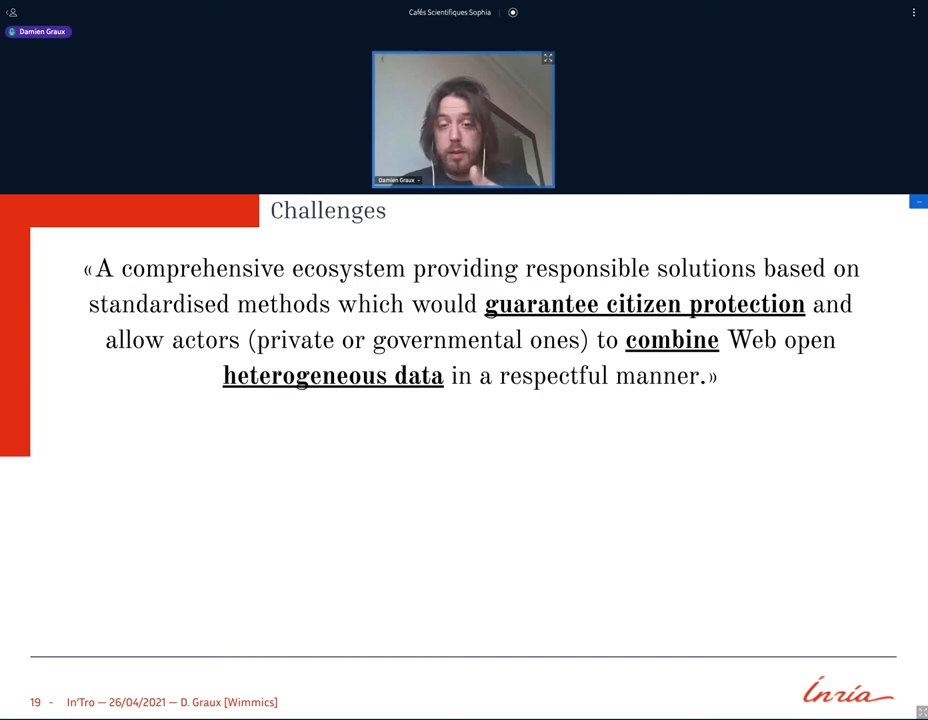 Cafés Scientifiques Sophia
Damien Graux
Damien Graux
Challenges
«A comprehensive ecosystem providing responsible solutions based on
standardised methods which would guarantee citizen protection and
allow actors (private or governmental ones) to combine Web open
heterogeneous data in a respectful manner.»
19 - In'Tro — 26/04/2021 — D. Graux [Wimmics]
Inria